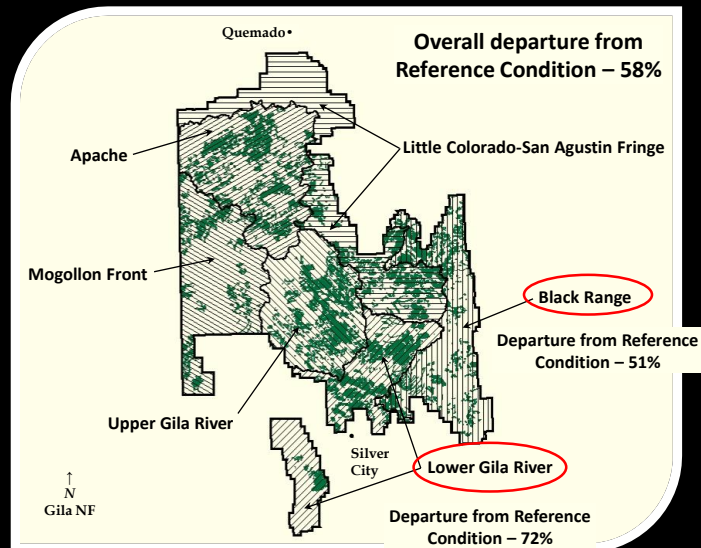 Quemado•
Overall departure from
Reference Condition – 58%
Apache
Little Colorado-San Agustin Fringe
Mogollon Front
Black Range
Departure from Reference
Condition – 51%
Upper Gila River
Silver
City
Lower Gila River
↑
N
Gila NF
Departure from Reference
Condition – 72%